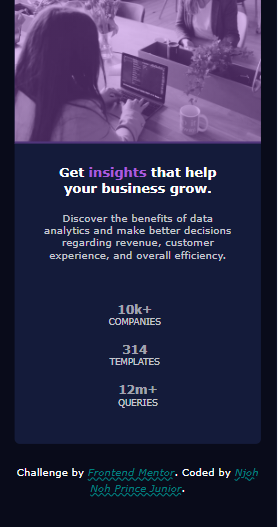 Get insights that help
your business grow.
Discover the benefits of data
analytics and make better decisions
regarding revenue, customer
experience, and overall efficiency.
10k+
COMPANIES
314
TEMPLATES
12m+
QUERIES
Challenge by Frontend Mentor. Coded by Njoh
Noh Prince Junior.